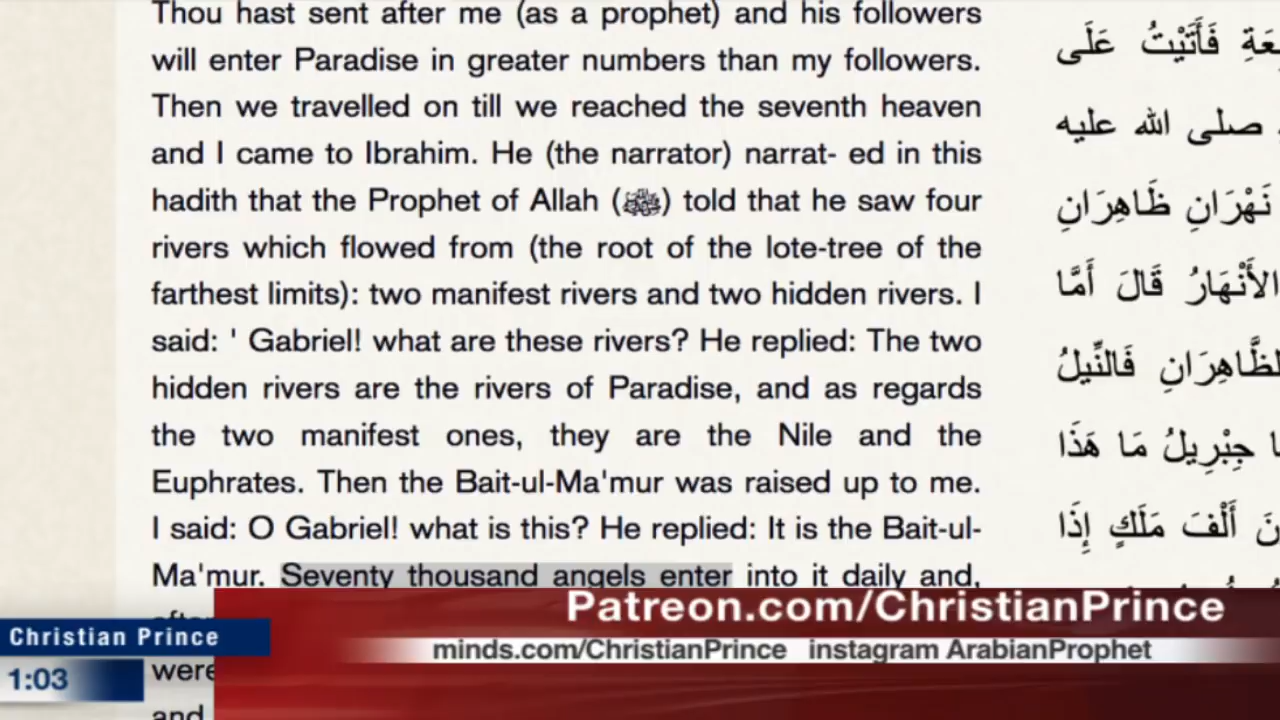 Thou hast sent after me (as a prophet) and his followers
will enter Paradise in greater numbers than my followers.
Then we travelled on till we reached the seventh heaven
and I came to Ibrahim. He (the narrator) narrat- ed in this
hadith that the Prophet of Allah (ﷺ) told that he saw four
rivers which flowed from (the root of the lote-tree of the
farthest limits): two manifest rivers and two hidden rivers. I
said: ' Gabriel! what are these rivers? He replied: The two
hidden rivers are the rivers of Paradise, and as regards
the two manifest ones, they are the Nile and the
Euphrates. Then the Bait-ul-Ma'mur was raised up to me.
I said: O Gabriel! what is this? He replied: It is the Bait-ul-
Ma'mur. Seventy thousand angels enter into it daily and,
were
and
فَأَتَيْتُ عَلَى
صلى الله عليه
نَهْرَانِ ظَاهِرَانِ
الأَنْهَارُ قَالَ أَمَّا
الظَّاهِرَانِ فَالنِّيلُ
جِبْرِيلُ مَا هَذَا
أَلْفَ مَلَكٍ إِذَا
Patreon.com/ChristianPrince
minds.com/ChristianPrince instagram ArabianProphet
Christian Prince
1:03